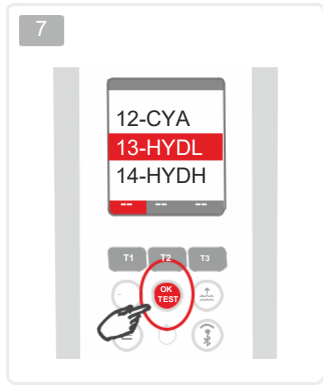 7
12-CYA
13-HYDL
14-HYDH
-- -- --
T1 T2 T3
OK
TEST